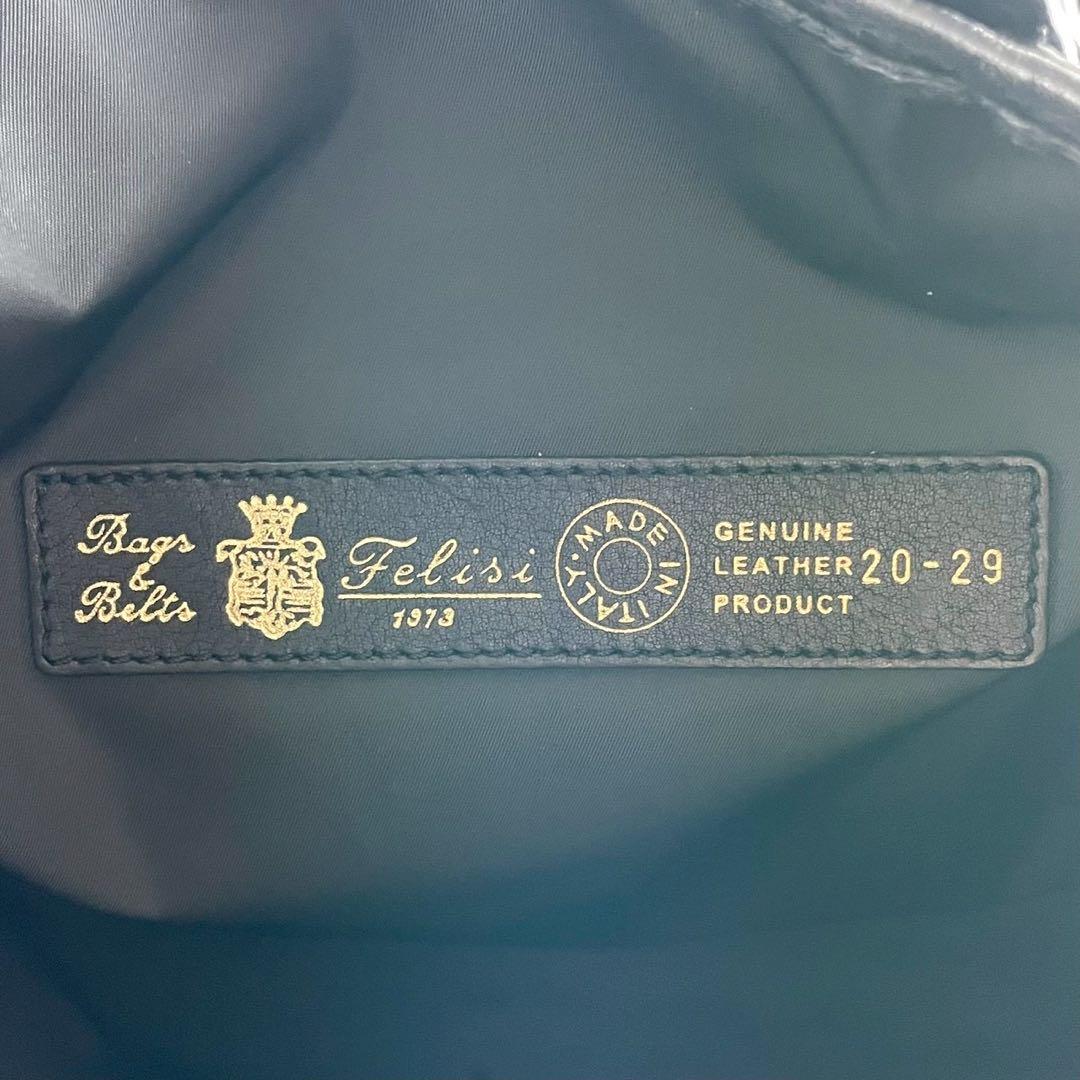 Bags
&
Belts
Felisi
1973
MADE IN ITALY
GENUINE
LEATHER
PRODUCT
20-29